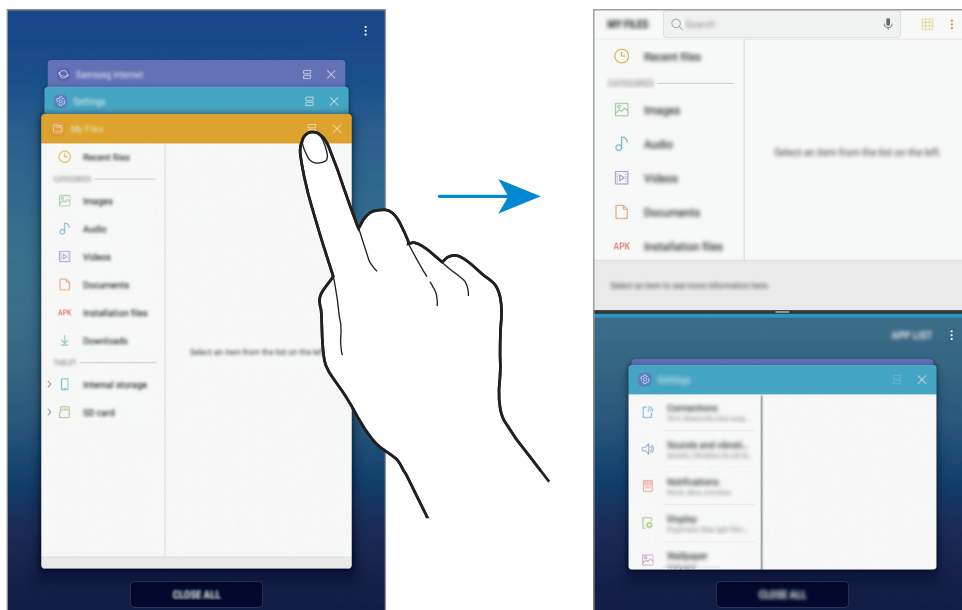 Samsung Internet
Settings
My Files
Recent files
CATEGORIES
Images
Audio
Videos
Documents
APK Installation files
Downloads
TABLET
Internal storage
SD card
Select an item from the list on the left.
CLOSE ALL
MY FILES
Search
Recent files
CATEGORIES
Images
Audio
Videos
Documents
APK Installation files
Select an item from the list on the left.
Select an item to see more information here.
APP LIST
Settings
Connections
Sounds and vibrat...
Notifications
Display
Wallpaper
CLOSE ALL